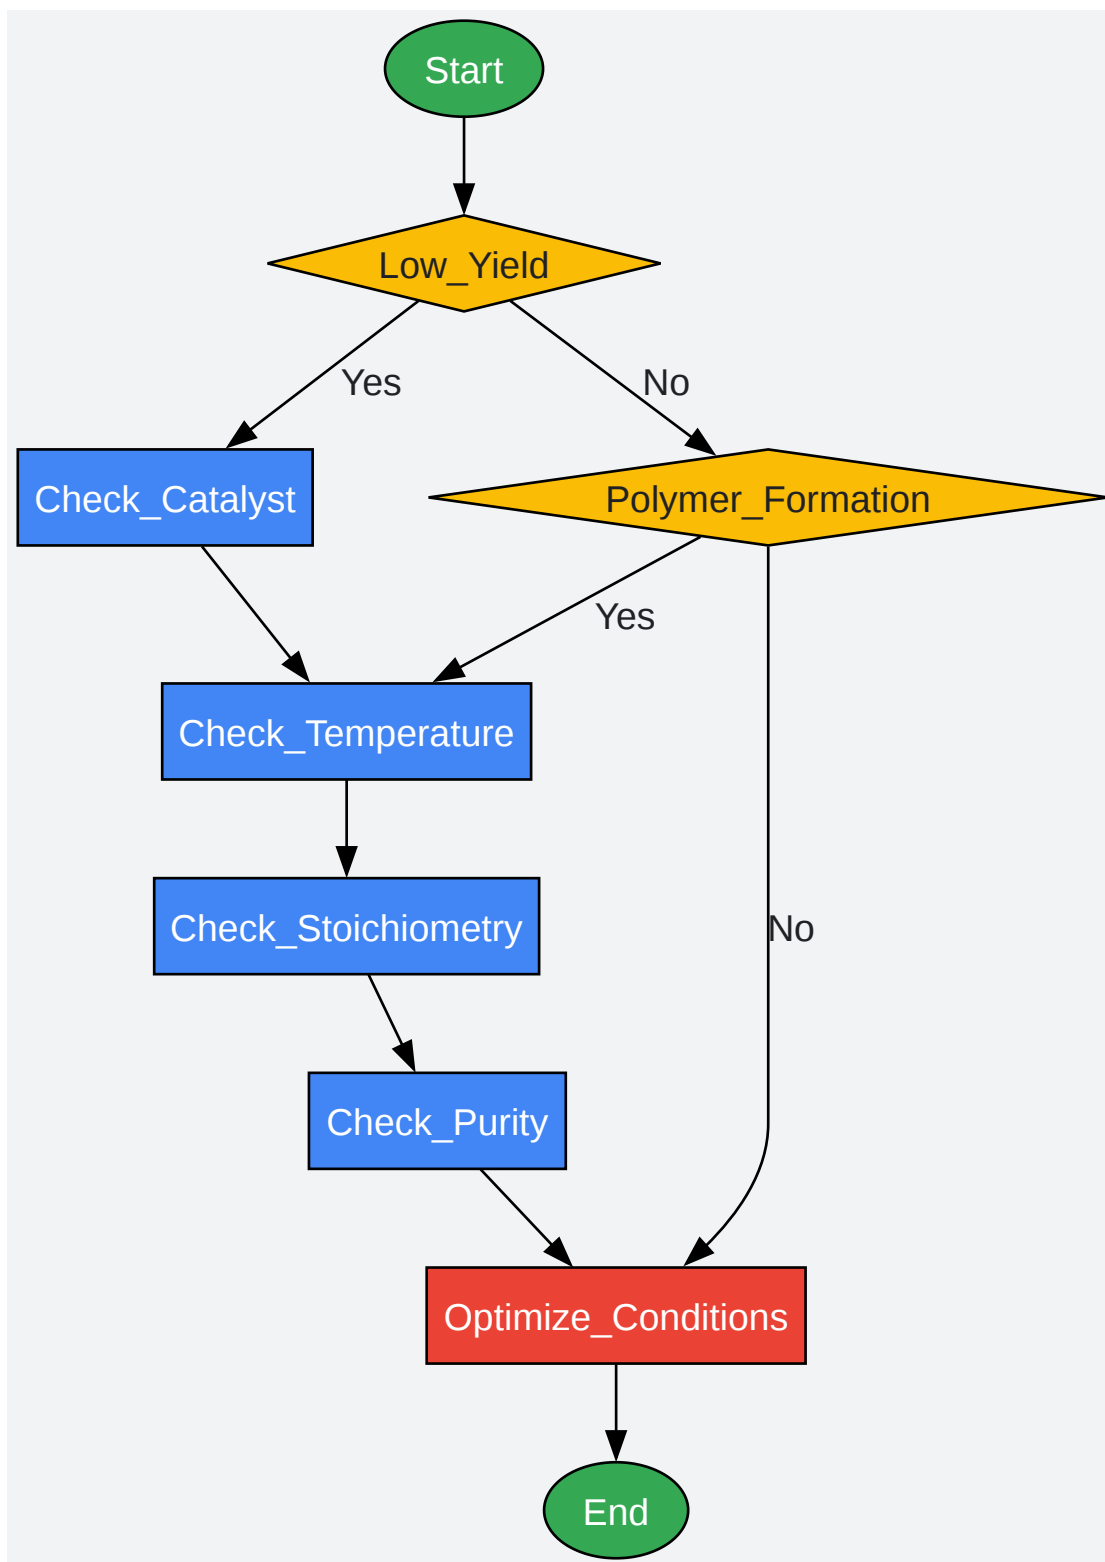 Start
Low_Yield
Yes
No
Check_Catalyst
Polymer_Formation
Yes
Check_Temperature
Check_Stoichiometry
No
Check_Purity
Optimize_Conditions
End